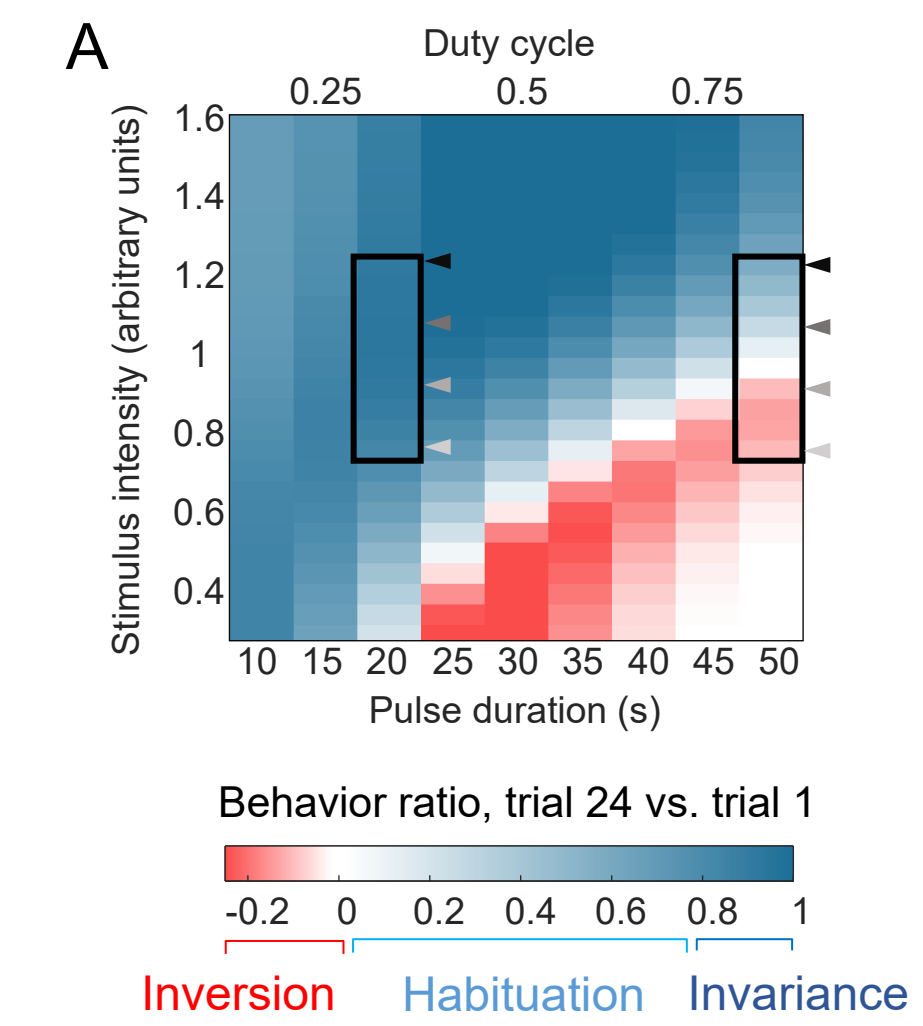 A
Duty cycle
0.25 0.5 0.75
Stimulus intensity (arbitrary units)
1.6
1.4
1.2
1
0.8
0.6
0.4
10 15 20 25 30 35 40 45 50
Pulse duration (s)
Behavior ratio, trial 24 vs. trial 1
-0.2 0 0.2 0.4 0.6 0.8 1
Inversion Habituation Invariance